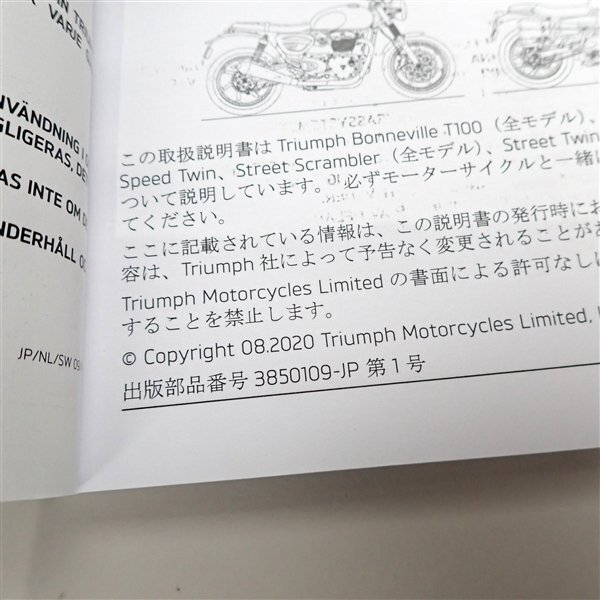 VARJE
NVÄNDNING I
GLIGERAS, DE
AS INTE OM
NDERHÅLL
JP/NL/SW 09
この取扱説明書は Triumph Bonneville T100（全モデル）、
Speed Twin、Street Scrambler（全モデル）、Street Twin
ついて説明しています。 必ずモーターサイクルと一緒に
てください。
ここに記載されている情報は、この説明書の発行時にお
容は、Triumph 社によって予告なく変更されることがあ
Triumph Motorcycles Limited の書面による許可なしに
することを禁止します。
© Copyright 08.2020 Triumph Motorcycles Limited,
出版部品番号 3850109-JP 第 1 号